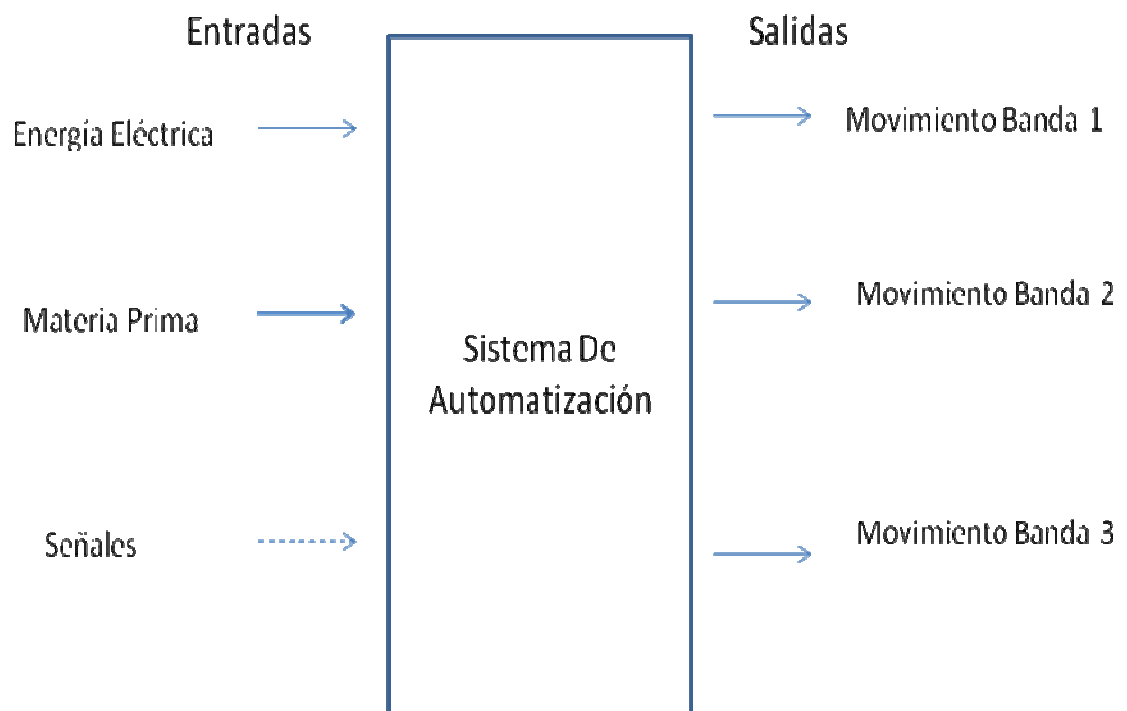 Entradas
Salidas
Energía Eléctrica
Movimiento Banda 1
Materia Prima
Movimiento Banda 2
Sistema De
Automatización
Señales
Movimiento Banda 3